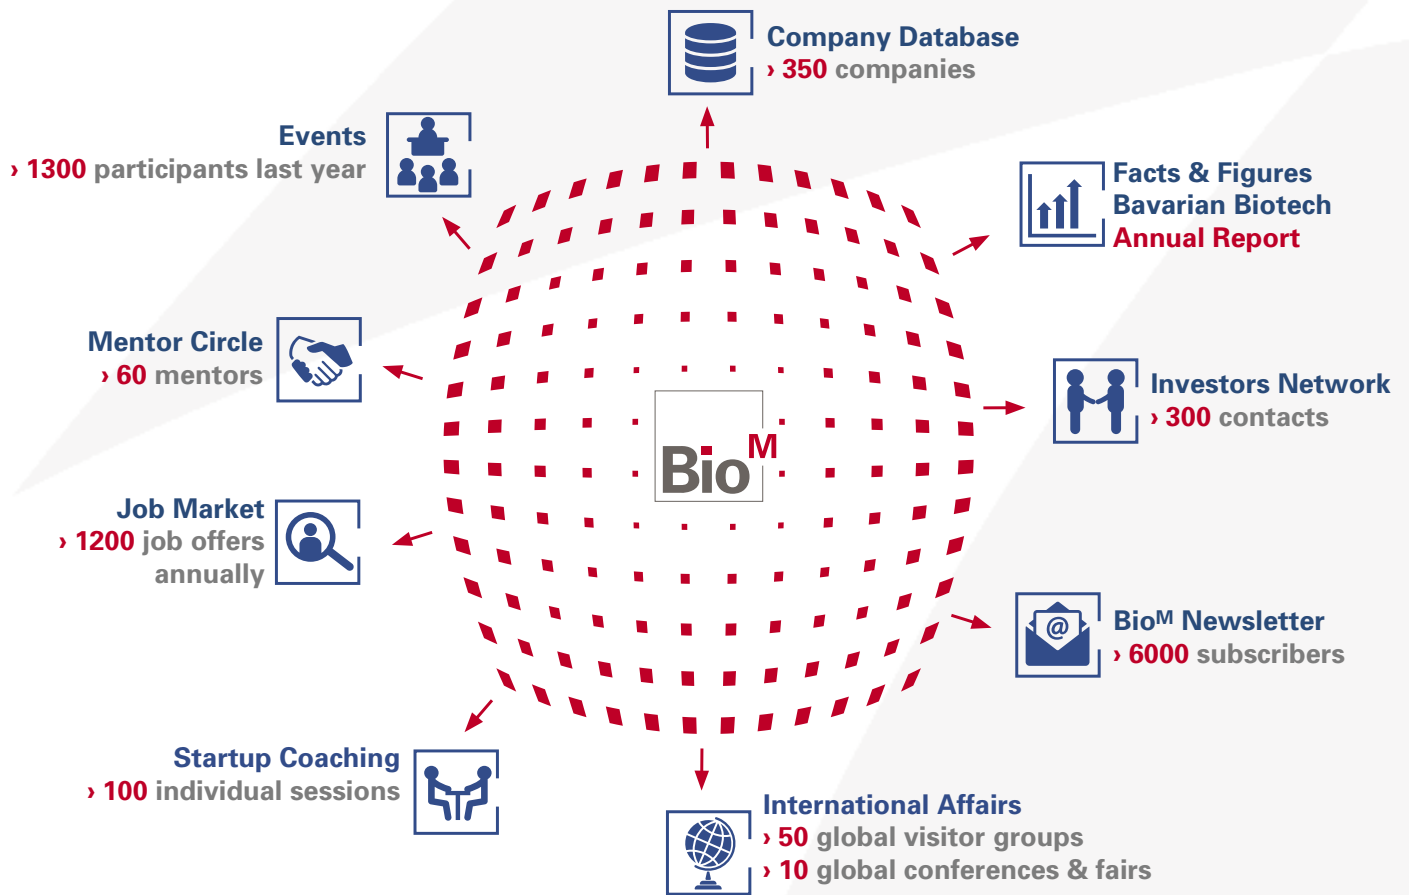 Company Database
› 350 companies
Events
› 1300 participants last year
Facts & Figures
Bavarian Biotech
Annual Report
Mentor Circle
› 60 mentors
Investors Network
› 300 contacts
BioM
Job Market
› 1200 job offers
annually
@
BioM Newsletter
› 6000 subscribers
Startup Coaching
› 100 individual sessions
International Affairs
› 50 global visitor groups
› 10 global conferences & fairs